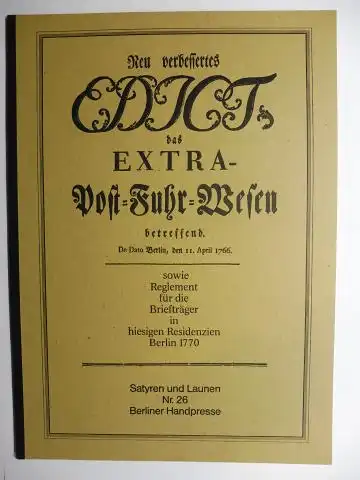 Neu verbessertes
EDICT,
das
EXTRA-
Post=Fuhr=Wesen
betreffend.
De Dato Berlin, den 11. April 1766.
sowie
Reglement
für die
Briefträger
in
hiesigen Residenzien
Berlin 1770
Satyren und Launen
Nr. 26
Berliner Handpresse